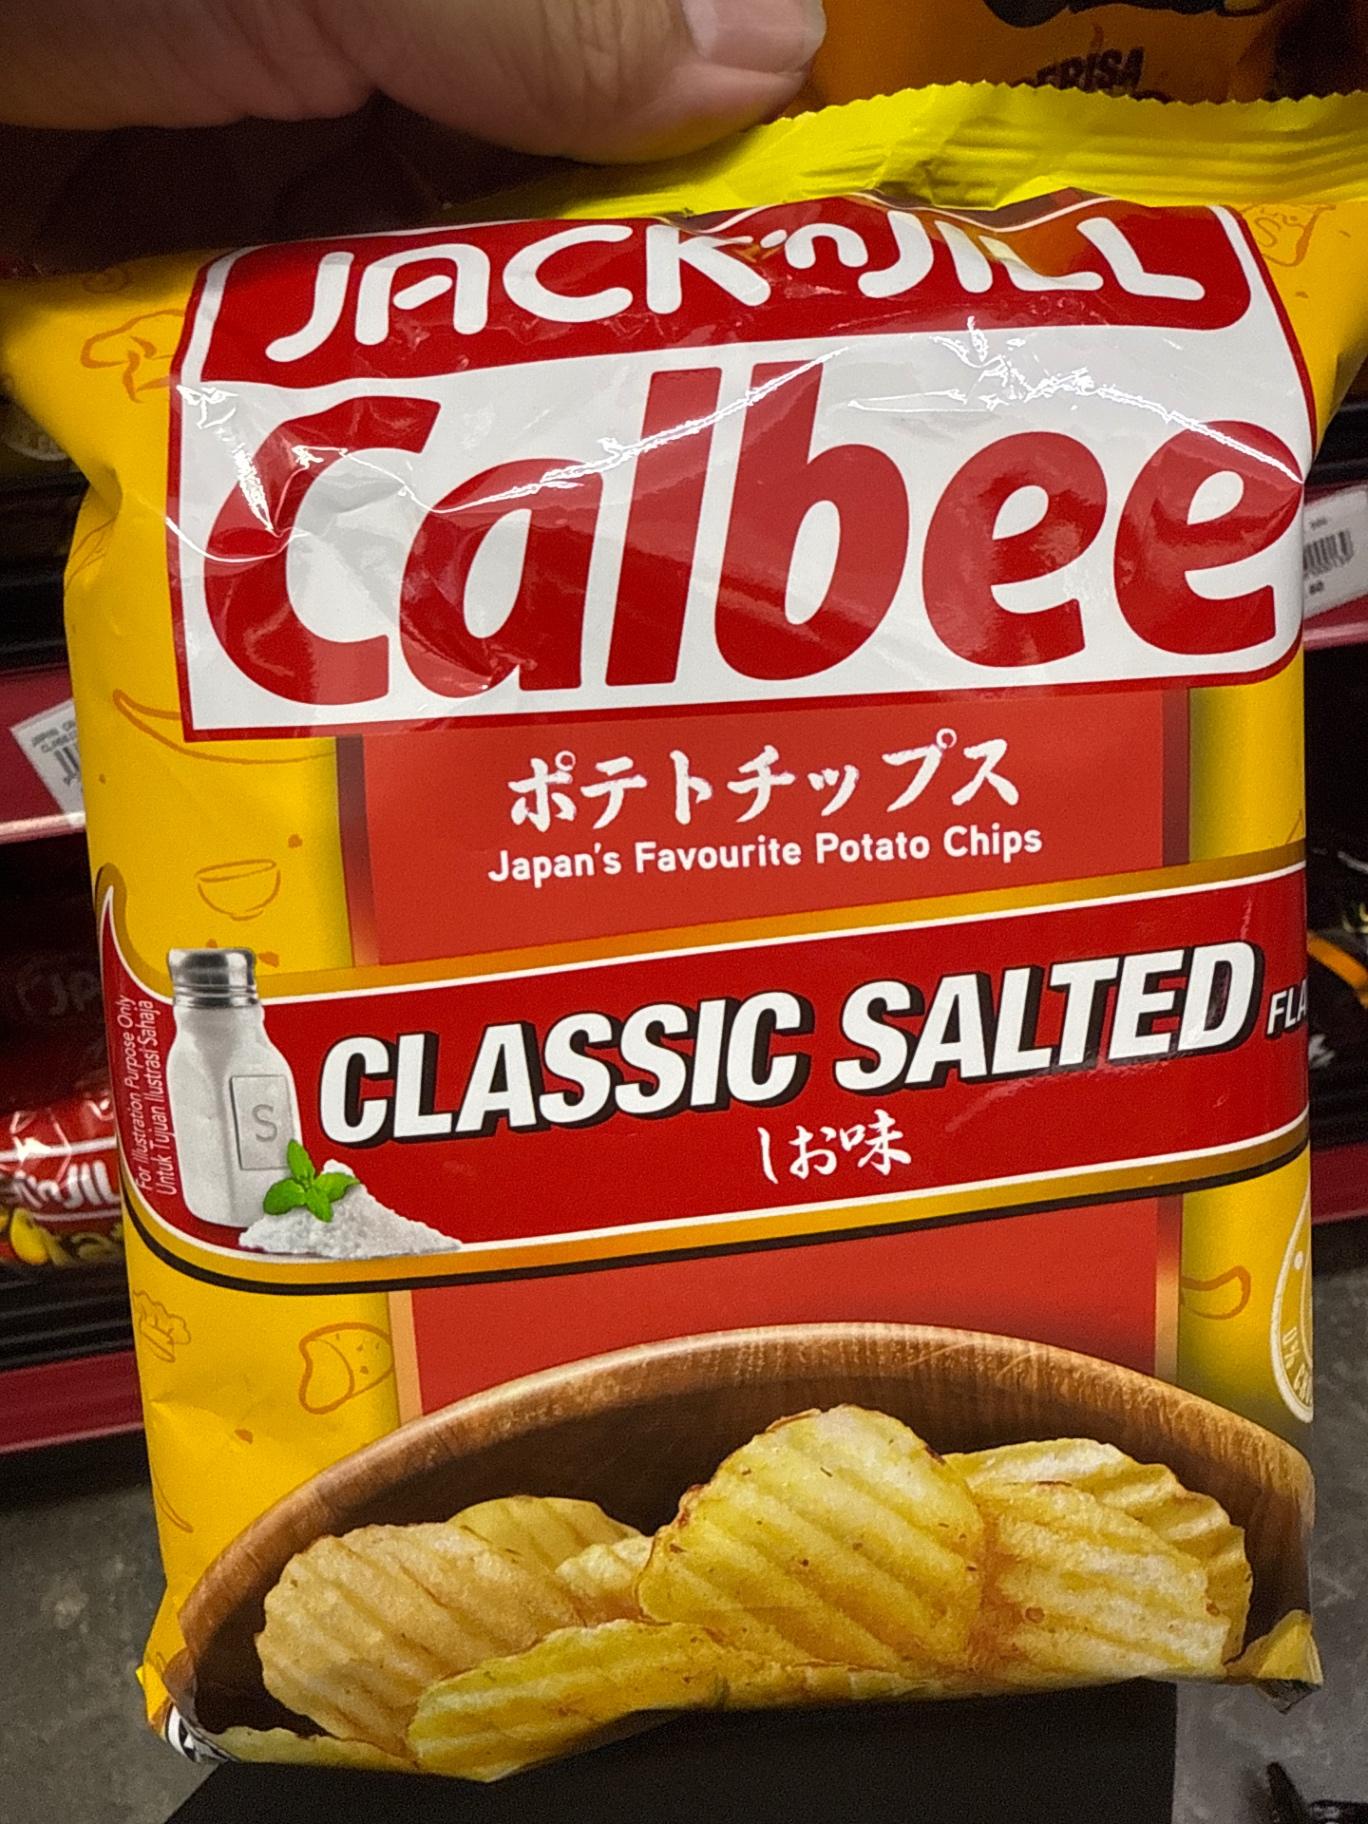 JACK 'n JILL
Calbee
ポテトチップス
Japan's Favourite Potato Chips
CLASSIC SALTED
しお味
For Illustration Purpose Only
Untuk Tujuan Ilustrasi Sahaja
S